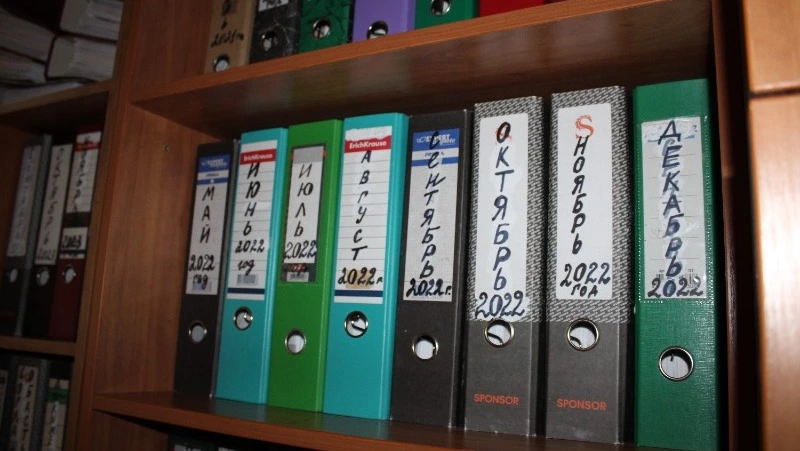 МАЙ
2022
год
ErichKrause
ИЮНЬ
2022
год
ИЮЛЬ
2022
ErichKrause
АВГУСТ
2022г
СЕНТЯБРЬ
2022г.
ОКТЯБРЬ
2022
SPONSOR
НОЯБРЬ
2022
ГОД
SPONSOR
ДЕКАБРЬ
2022